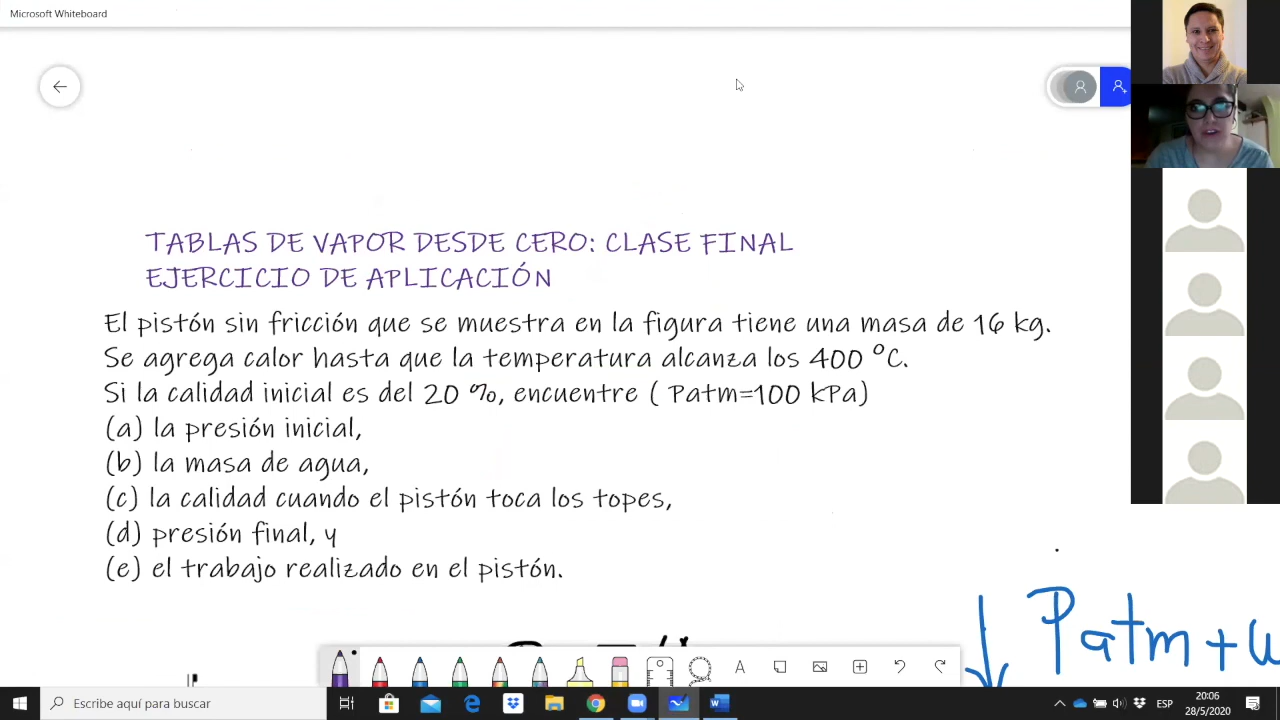 Microsoft Whiteboard
TABLAS DE VAPOR DESDE CERO: CLASE FINAL
EJERCICIO DE APLICACIÓN
El pistón sin fricción que se muestra en la figura tiene una masa de 16 kg.
Se agrega calor hasta que la temperatura alcanza los 400 °C.
Si la calidad inicial es del 20 %, encuentre ( Patm=100 kPa)
(a) la presión inicial,
(b) la masa de agua,
(c) la calidad cuando el pistón toca los topes,
(d) presión final, y
(e) el trabajo realizado en el pistón.
Patm +
A
Escribe aquí para buscar
ESP
20:06
28/5/2020